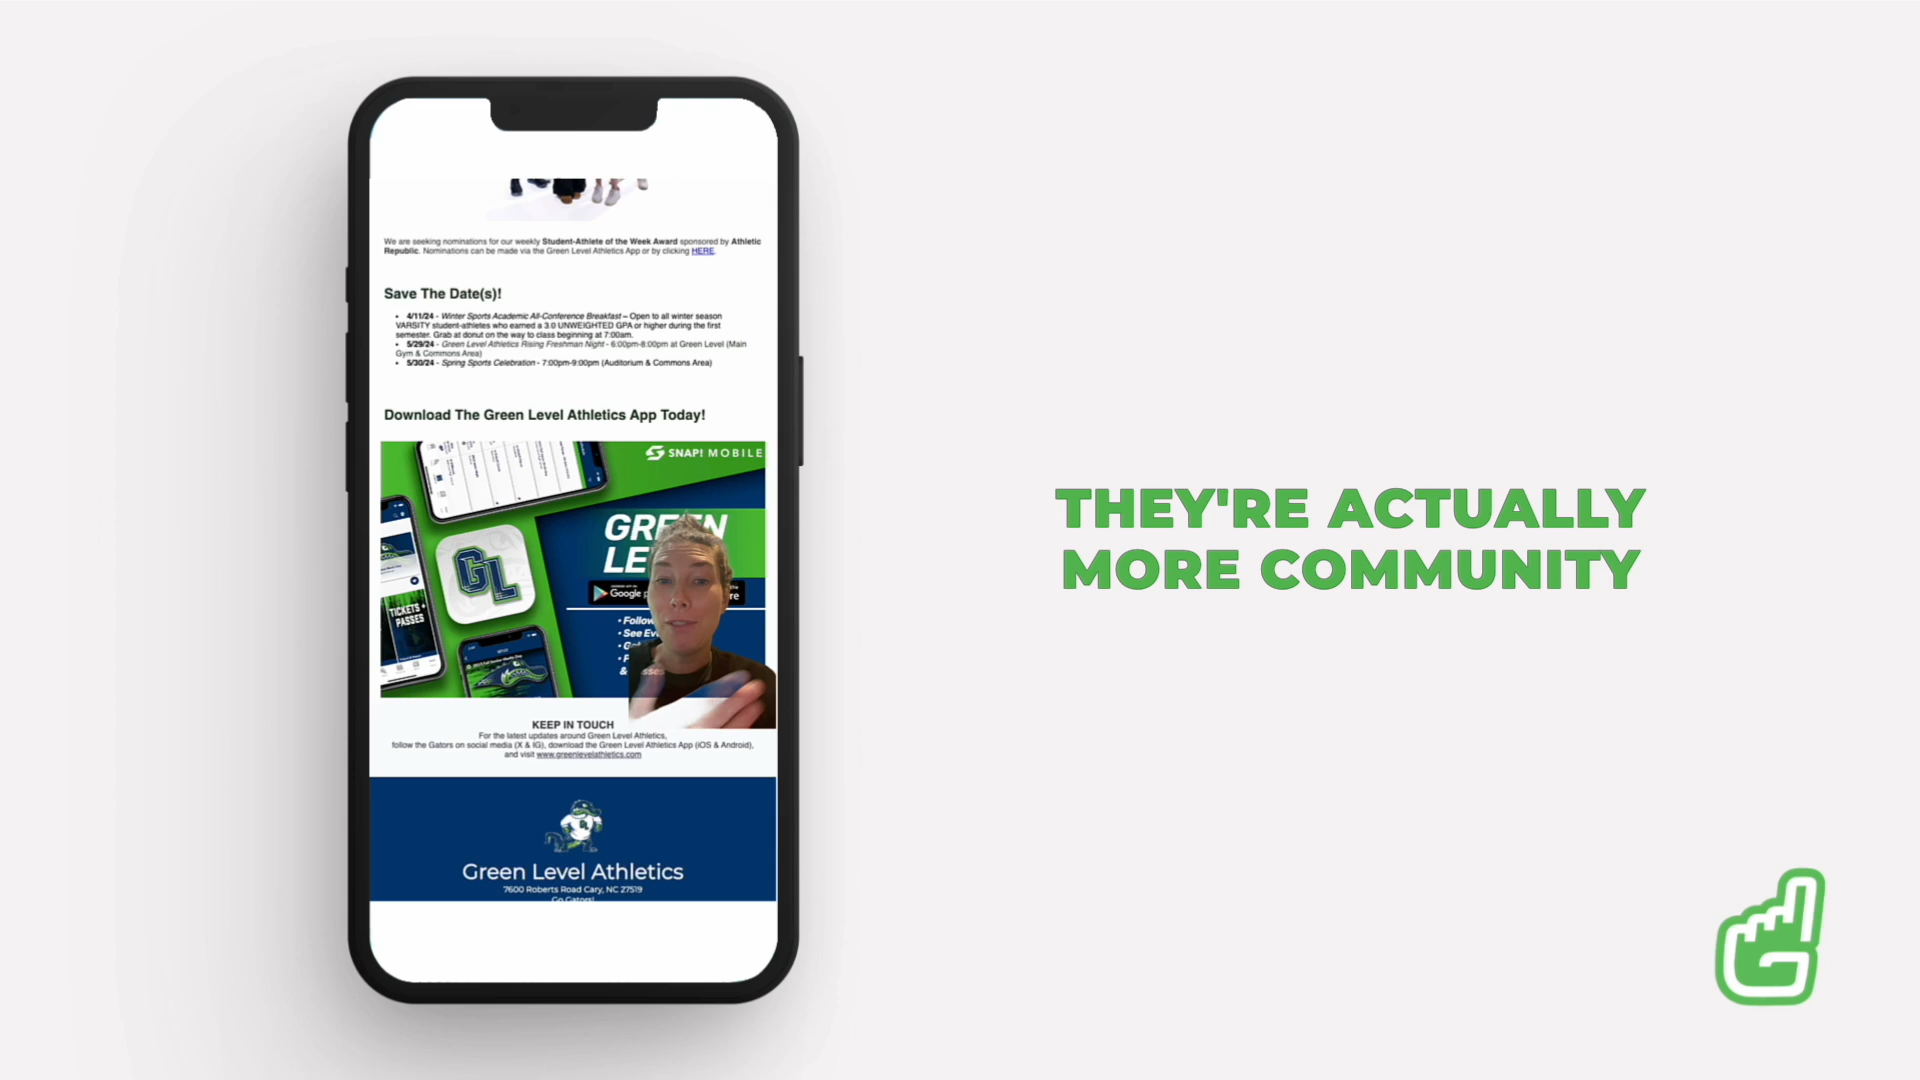 We are seeking nominations for our weekly Student-Athlete of the Week Award sponsored by Athletic
Republic. Nominations can be made via the Green Level Athletics App or by clicking HERE.
Save The Date(s)!
• 4/11/24 - Winter Sports Academic All-Conference Breakfast – Open to all winter season
VARSITY student-athletes who earned a 3.0 UNWEIGHTED GPA or higher during the first
semester. Grab at donut on the way to class beginning at 7:00am.
• 5/29/24 - Green Level Athletics Rising Freshman Night - 6:00pm-8:00pm at Green Level (Main
Gym & Commons Area)
• 5/30/24 - Spring Sports Celebration - 7:00pm-9:00pm (Auditorium & Commons Area)
Download The Green Level Athletics App Today!
SNAP! MOBILE
GREEN
GL
Google
TICKETS +
PASSES
• Follow
• See
&
KEEP IN TOUCH
For the latest updates around Green Level Athletics,
follow the Gators on social media (X & IG), download the Green Level Athletics App (iOS & Android),
and visit www.greenlevelathletics.com
GL
Green Level Athletics
7600 Roberts Road Cary, NC 27519
Go Gators!
THEY'RE ACTUALLY
MORE COMMUNITY